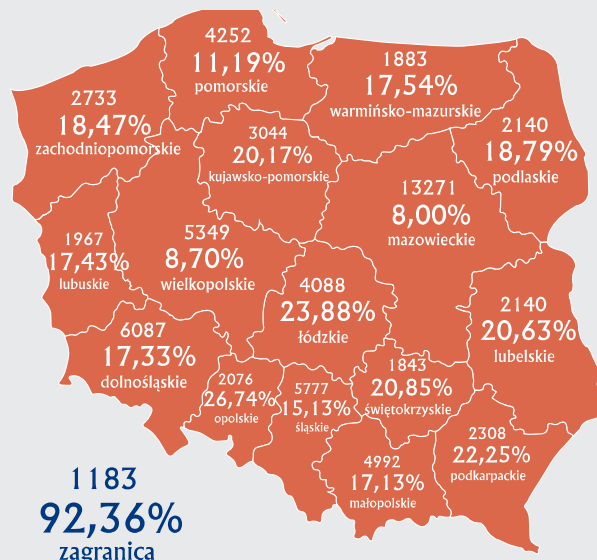 4252
11,19%
pomorskie
1883
17,54%
warmińsko-mazurskie
2733
18,47%
zachodniopomorskie
3044
20,17%
kujawsko-pomorskie
2140
18,79%
podlaskie
13271
8,00%
mazowieckie
1967
17,43%
lubuskie
5349
8,70%
wielkopolskie
4088
23,88%
łódzkie
2140
20,63%
lubelskie
6087
17,33%
dolnośląskie
2076
26,74%
opolskie
5777
15,13%
śląskie
1843
20,85%
świętokrzyskie
4992
17,13%
małopolskie
2308
22,25%
podkarpackie
1183
92,36%
zagranica